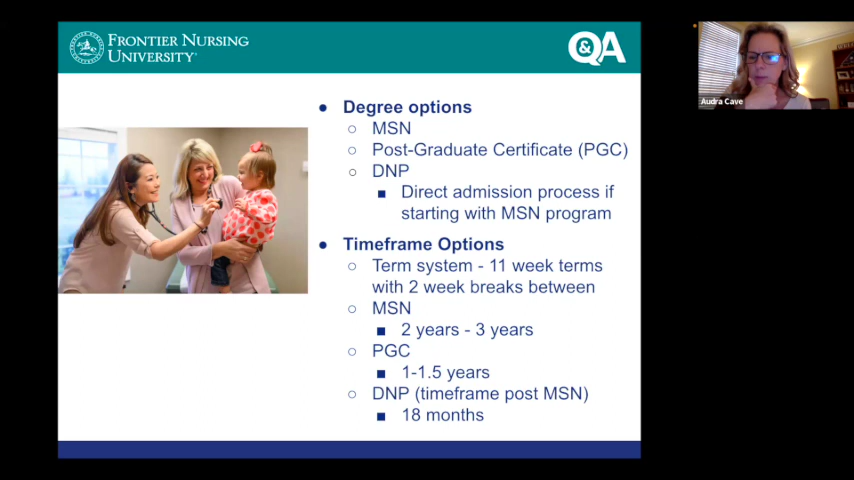 FRONTIER NURSING
UNIVERSITY
Q&A
Audra Cave
● Degree options
○ MSN
○ Post-Graduate Certificate (PGC)
○ DNP
■ Direct admission process if
starting with MSN program
● Timeframe Options
○ Term system - 11 week terms
with 2 week breaks between
○ MSN
■ 2 years - 3 years
○ PGC
■ 1-1.5 years
○ DNP (timeframe post MSN)
■ 18 months